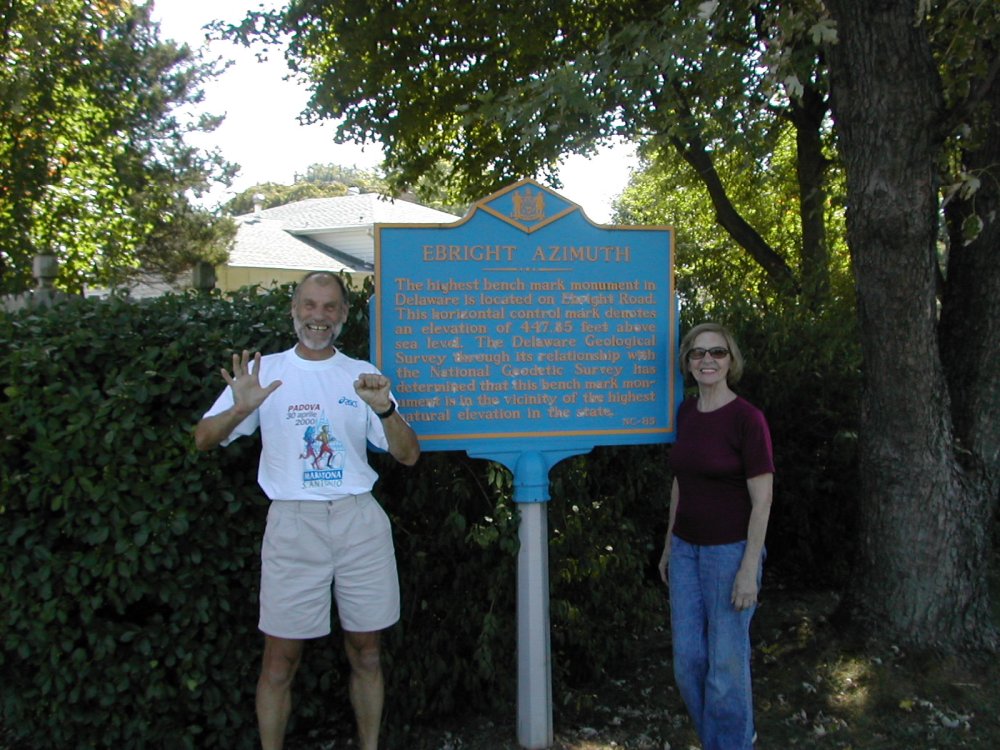 EBRIGHT AZIMUTH
The highest bench mark monument in
Delaware is located on Ebright Road.
This horizontal control mark denotes
an elevation of 447.85 feet above
sea level. The Delaware Geological
Survey through its relationship with
the National Geodetic Survey has
determined that this bench mark mon-
ument is in the vicinity of the highest
natural elevation in the state.
NC-85
asics
PADOVA
30 aprile
2000
MARATONA
S. ANTONIO